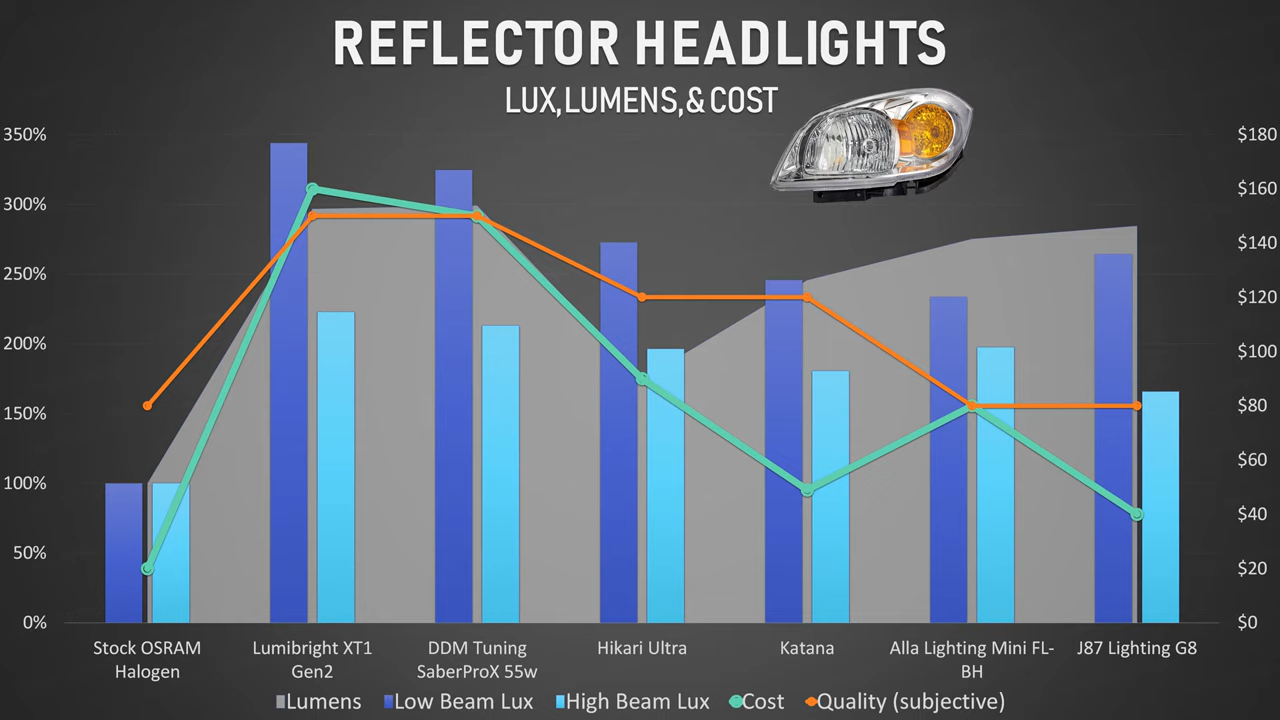 REFLECTOR HEADLIGHTS
LUX,LUMENS,& COST
350%
300%
250%
200%
150%
100%
50%
0%
$180
$160
$140
$120
$100
$80
$60
$40
$20
$0
Stock OSRAM
Halogen
Lumibright XT1
Gen2
DDM Tuning
SaberProX 55w
Hikari Ultra
Katana
Alla Lighting Mini FL-
BH
J87 Lighting G8
Lumens Low Beam Lux High Beam Lux Cost Quality (subjective)